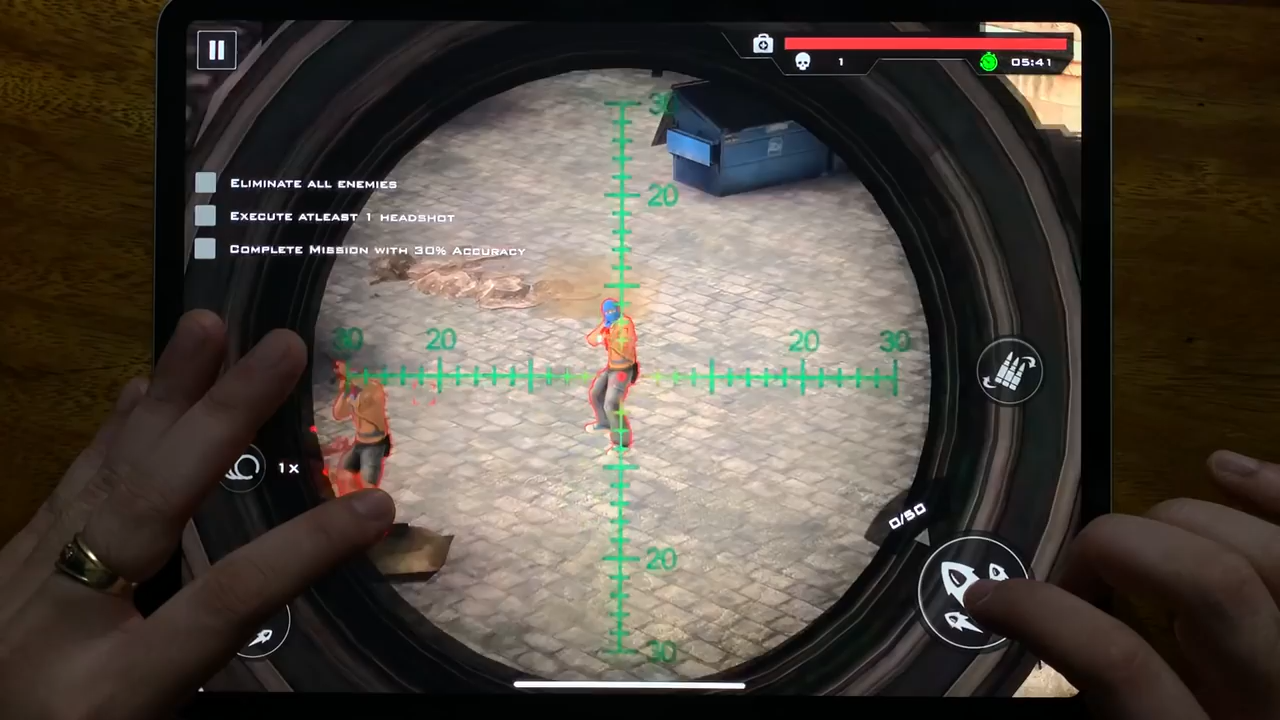 1
05:41
ELIMINATE ALL ENEMIES
EXECUTE ATLEAST 1 HEADSHOT
COMPLETE MISSION WITH 30% ACCURACY
30
20
30
20
20
30
1x
0/50
20
30